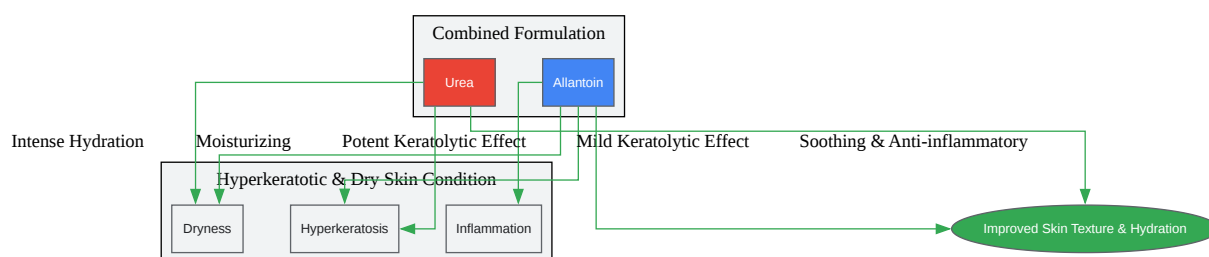 Combined Formulation
Urea
Allantoin
Intense Hydration
Moisturizing
Potent Keratolytic Effect
Mild Keratolytic Effect
Soothing & Anti-inflammatory
Hyperkeratotic & Dry Skin Condition
Dryness
Hyperkeratosis
Inflammation
Improved Skin Texture & Hydration